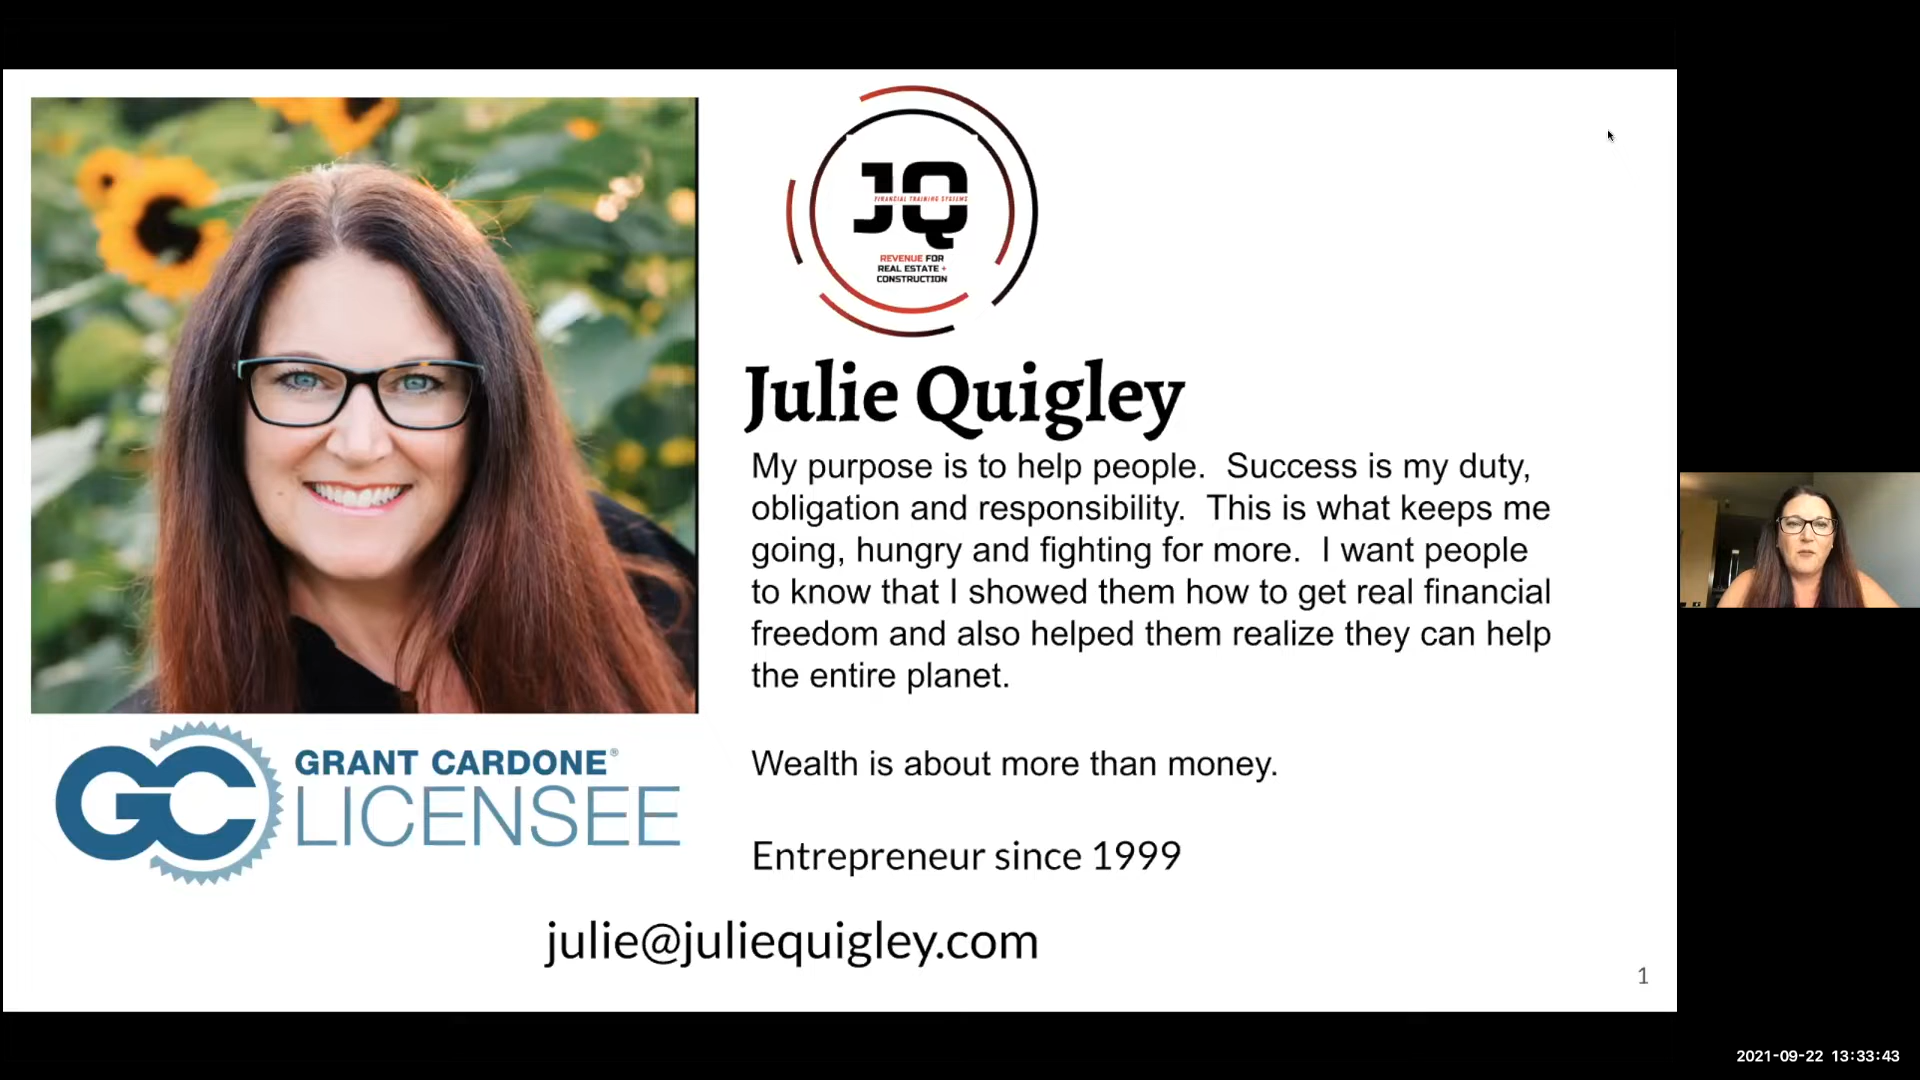 JQ
FINANCIAL TRAINING SYSTEMS
REVENUE FOR
REAL ESTATE +
CONSTRUCTION
Julie Quigley
My purpose is to help people. Success is my duty,
obligation and responsibility. This is what keeps me
going, hungry and fighting for more. I want people
to know that I showed them how to get real financial
freedom and also helped them realize they can help
the entire planet.
Wealth is about more than money.
Entrepreneur since 1999
GC
GRANT CARDONE®
LICENSEE
julie@juliequigley.com
1
2021-09-22 13:33:43